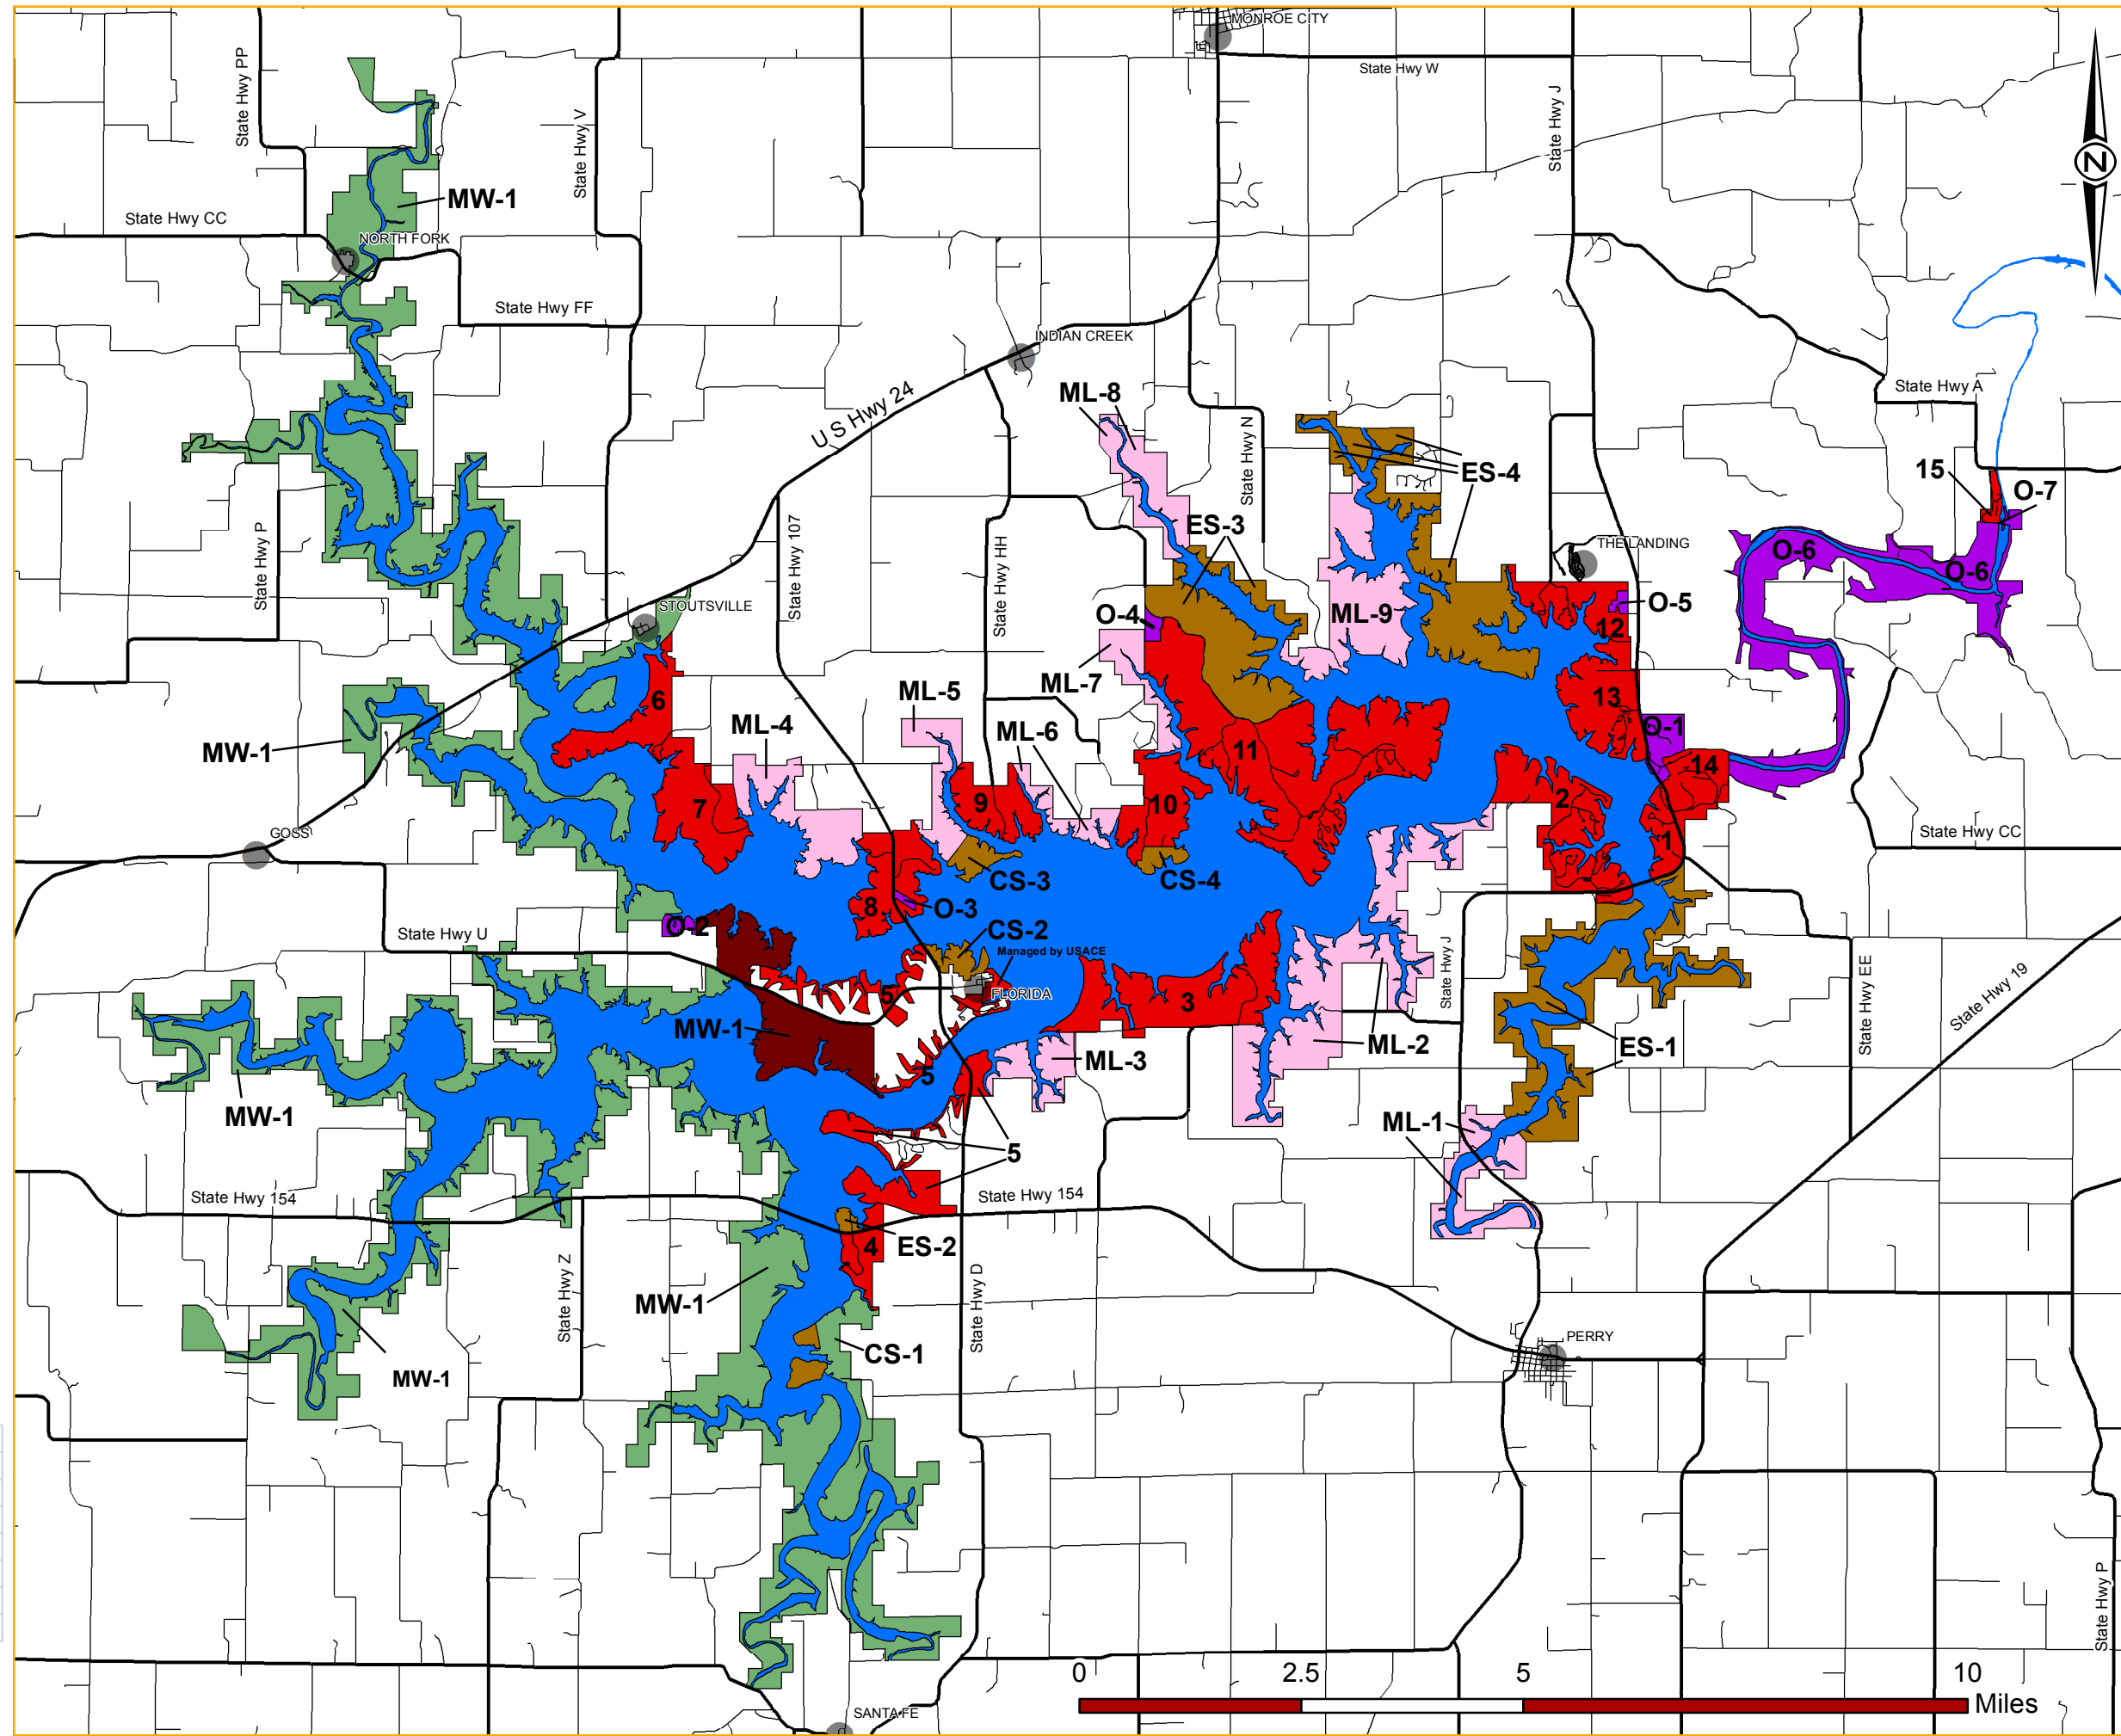 MONROE CITY
State Hwy W
State Hwy PP
State Hwy V
State Hwy J
N
MW-1
State Hwy CC
NORTH FORK
State Hwy FF
INDIAN CREEK
U S Hwy 24
State Hwy A
ML-8
State Hwy N
ES-4
15
O-7
State Hwy P
State Hwy 107
State Hwy HH
ES-3
THE LANDING
O-6
O-6
STOUTSVILLE
O-4
ML-9
O-5
12
6
ML-7
ML-5
13
MW-1
ML-4
ML-6
11
O-1
14
7
9
10
2
GOSS
1
State Hwy CC
CS-3
CS-4
8
O-3
O-2
State Hwy U
CS-2
Managed by USACE
5
FLORIDA
3
State Hwy J
State Hwy EE
State Hwy 19
MW-1
ML-2
ES-1
5
ML-3
MW-1
ML-1
5
State Hwy 154
State Hwy 154
4
ES-2
State Hwy Z
MW-1
State Hwy D
CS-1
PERRY
MW-1
State Hwy P
0
2.5
5
10
Miles
SANTA FE